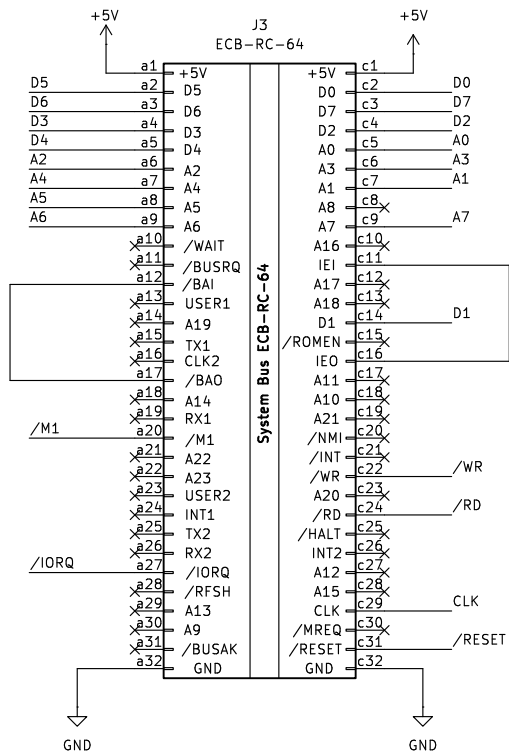 +5V +5V
J3
ECB-RC-64
a1 +5V +5V c1
D5 a2 D5 D0 c2 D0
D6 a3 D6 D7 c3 D7
D3 a4 D3 D2 c4 D2
D4 a5 D4 A0 c5 A0
A2 a6 A2 A3 c6 A3
A4 a7 A4 A1 c7 A1
A5 a8 A5 A8 c8
A6 a9 A6 A7 c9 A7
a10 /WAIT A16 c10
a11 /BUSRQ IEI c11
a12 /BAI A17 c12
a13 USER1 A18 c13
a14 A19 D1 c14 D1
a15 TX1 /ROMEN c15
a16 CLK2 IEO c16
a17 /BAO A11 c17
a18 A14 A10 c18
a19 RX1 A21 c19
/M1 a20 /M1 /NMI c20
a21 A22 /INT c21
a22 A23 /WR c22 /WR
a23 USER2 A20 c23
a24 INT1 /RD c24 /RD
a25 TX2 /HALT c25
a26 RX2 INT2 c26
/IORQ a27 /IORQ A12 c27
a28 /RFSH A15 c28
a29 A13 CLK c29 CLK
a30 A9 /MREQ c30
a31 /BUSAK /RESET c31 /RESET
a32 GND GND c32
System Bus ECB-RC-64
GND GND